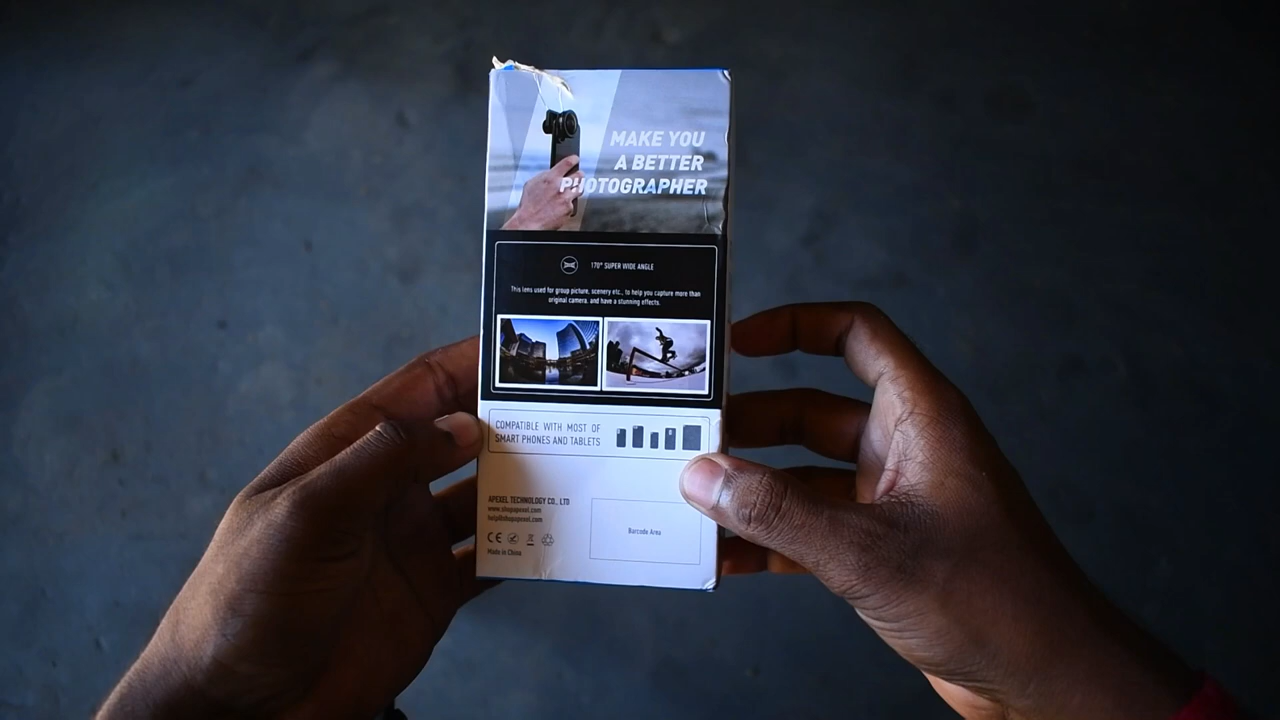 MAKE YOU
A BETTER
PHOTOGRAPHER
170° SUPER WIDE ANGLE
This lens used for group picture, scenery etc., to help you capture more than
original camera, and have a stunning effects.
COMPATIBLE WITH MOST OF
SMART PHONES AND TABLETS
APEXEL TECHNOLOGY CO., LTD
www.shopapexel.com
help@shopapexel.com
CE
Made in China
Barcode Area